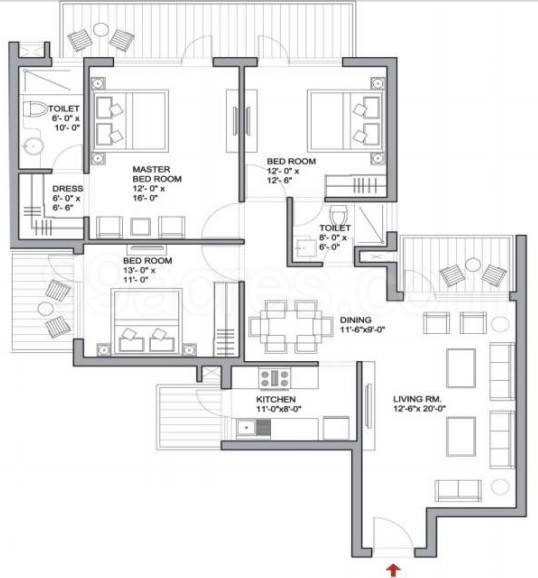 TOILET
6'- 0" x
10'- 0"
MASTER
BED ROOM
12'- 0" x
16'- 0"
BED ROOM
12'- 0" x
12'- 6"
DRESS
6'- 0" x
6'- 6"
TOILET
8'- 0" x
6'- 0"
BED ROOM
13'- 0" x
11'- 0"
DINING
11'-6"x9'-0"
KITCHEN
11'-0"x8'-0"
LIVING RM.
12'-6"x 20'-0"